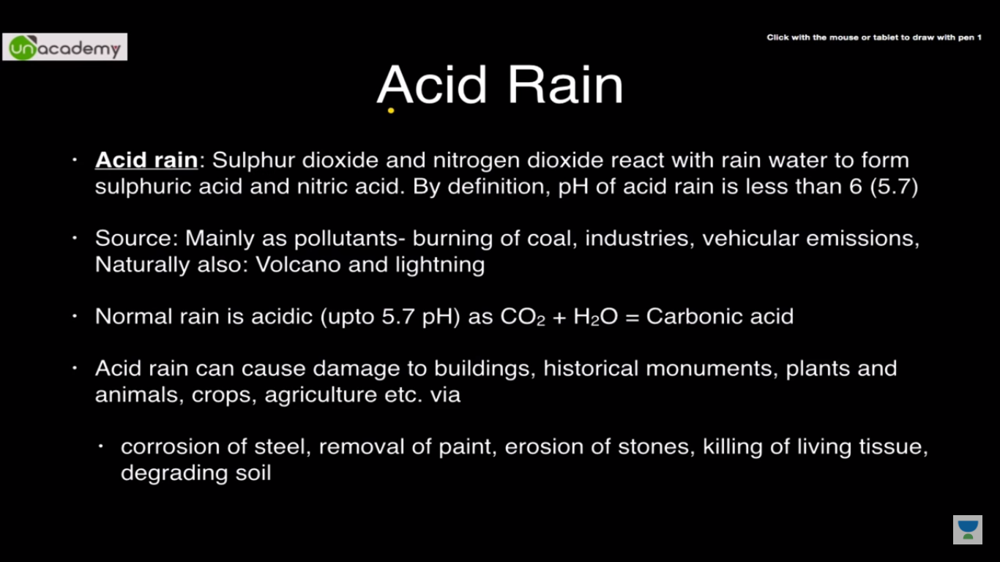 unacademy
Click with the mouse or tablet to draw with pen 1
Acid Rain
· Acid rain: Sulphur dioxide and nitrogen dioxide react with rain water to form
sulphuric acid and nitric acid. By definition, pH of acid rain is less than 6 (5.7)
· Source: Mainly as pollutants- burning of coal, industries, vehicular emissions,
Naturally also: Volcano and lightning
· Normal rain is acidic (upto 5.7 pH) as CO₂ + H₂O = Carbonic acid
· Acid rain can cause damage to buildings, historical monuments, plants and
animals, crops, agriculture etc. via
· corrosion of steel, removal of paint, erosion of stones, killing of living tissue,
degrading soil